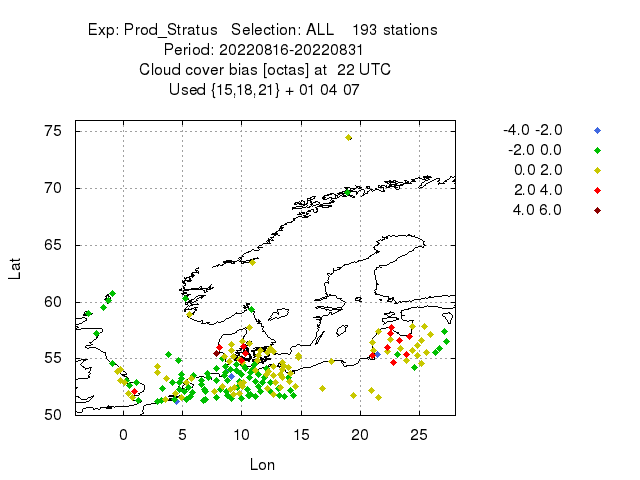 Exp: Prod_Stratus   Selection: ALL    193 stations
Period: 20220816-20220831
Cloud cover bias [octas] at  22 UTC
Used {15,18,21} + 01 04 07
-4.0 -2.0
-2.0 0.0
0.0 2.0
2.0 4.0
4.0 6.0
75
70
65
60
55
50
Lat
0 5 10 15 20 25
Lon